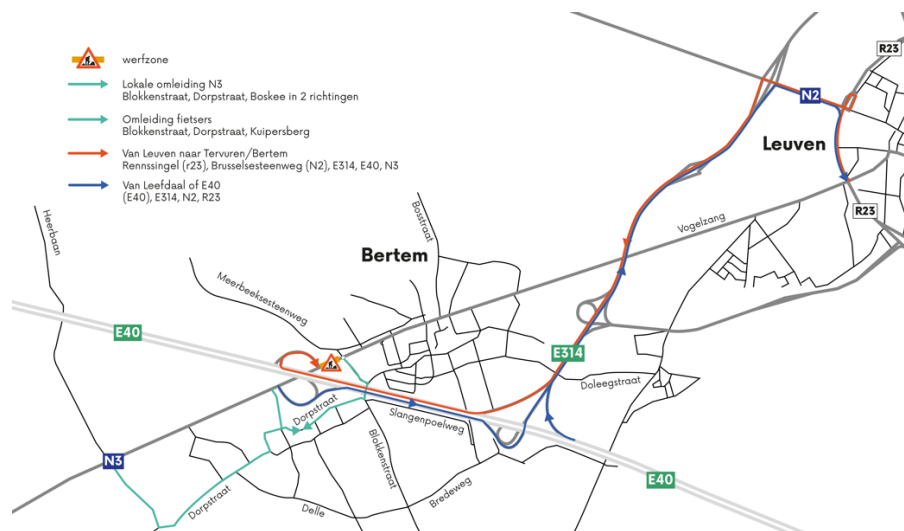 werfzone
Lokale omleiding N3
Blokkenstraat, Dorpstraat, Boskee in 2 richtingen
Omleiding fietsers
Blokkenstraat, Dorpstraat, Kuipersberg
Van Leuven naar Tervuren/Bertem
Rennssingel (r23), Brusselsesteenweg (N2), E314, E40, N3
Van Leefdaal of E40
(E40), E314, N2, R23
R23
N2
Leuven
R23
Vogelzang
Bosstraat
Heerbaan
Bertem
Meerbeeksesteenweg
E40
E314
Doleegstraat
Dorpstraat
Slangenpoelweg
Blokkenstraat
N3
Dorpstraat
Delle
Bredeweg
E40